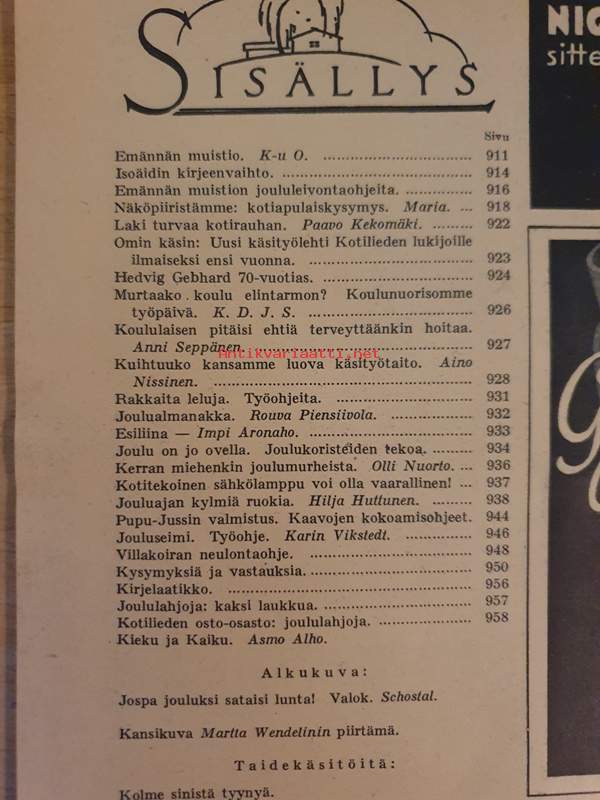 SISÄLLYS
NIC
sitte
Sivu
Emännän muistio. K-u O. .................................. 911
Isoäidin kirjeenvaihto. ........................................ 914
Emännän muistion joululeivontaohjeita. ............... 916
Näköpiiristämme: kotiapulaiskysymys. Maria. ... 918
Laki turvaa kotirauhan. Paavo Kekomäki. ......... 922
Omin käsin: Uusi käsityölehti Kotilieden lukijoille
ilmaiseksi ensi vuonna. ................................. 923
Hedvig Gebhard 70-vuotias. .............................. 924
Murtaako koulu elintarmon? Koulunuorisomme
työpäivä. K. D. J. S. ................................. 926
Koululaisen pitäisi ehtiä terveyttäänkin hoitaa.
Anni Seppänen. ........................................ 927
Kuihtuuko kansamme luova käsityötaito. Aino
Nissinen. .................................................. 928
Rakkaita leluja. Työohjeita. .............................. 931
Joulualmanakka. Rouva Piensiivola. .................. 932
Esiliina — Impi Aronaho. ................................. 933
Joulu on jo ovella. Joulukoristeiden tekoa. ......... 934
Kerran miehenkin joulumurheista. Olli Nuorto. ... 936
Kotitekoinen sähkölamppu voi olla vaarallinen! ... 937
Jouluajan kylmiä ruokia. Hilja Huttunen. ......... 938
Pupu-Jussin valmistus. Kaavojen kokoamisohjeet. 944
Jouluseimi. Työohje. Karin Vikstedt. .................. 946
Villakoiran neulontaohje. .................................. 948
Kysymyksiä ja vastauksia. ................................. 950
Kirjelaatikko. .................................................. 956
Joululahjoja: kaksi laukkua. .............................. 957
Kotilieden osto-osasto: joululahjoja. .................. 958
Kieku ja Kaiku. Asmo Alho.
Alkukuva:
Jospa jouluksi sataisi lunta! Valok. Schostal.
Kansikuva Martta Wendelinin piirtämä.
Taidekäsitöitä:
Kolme sinistä tyynyä.
Antikvariaatti.net